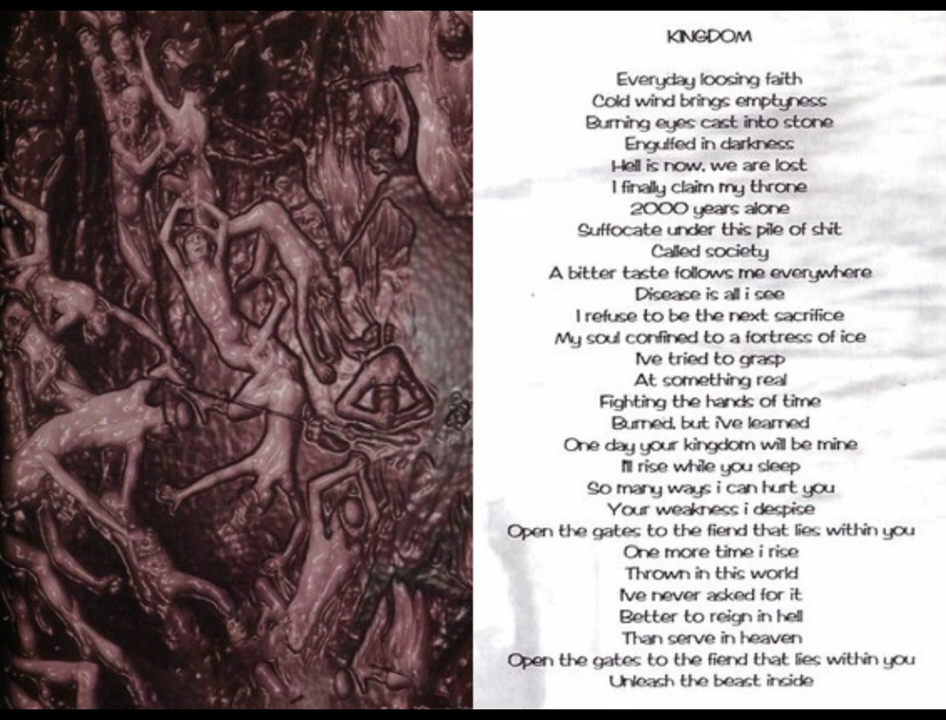 KINGDOM
Everyday loosing faith
Cold wind brings emptyness
Burning eyes cast into stone
Engulfed in darkness
Hell is now, we are lost
I finally claim my throne
2000 years alone
Suffocate under this pile of shit
Called society
A bitter taste follows me everywhere
Disease is all i see
I refuse to be the next sacrifice
My soul confined to a fortress of ice
Ive tried to grasp
At something real
Fighting the hands of time
Burned, but i've learned
One day your kingdom will be mine
I'll rise while you sleep
So many ways i can hurt you
Your weakness i despise
Open the gates to the fiend that lies within you
One more time i rise
Thrown in this world
Ive never asked for it
Better to reign in hell
Than serve in heaven
Open the gates to the fiend that lies within you
Unleash the beast inside